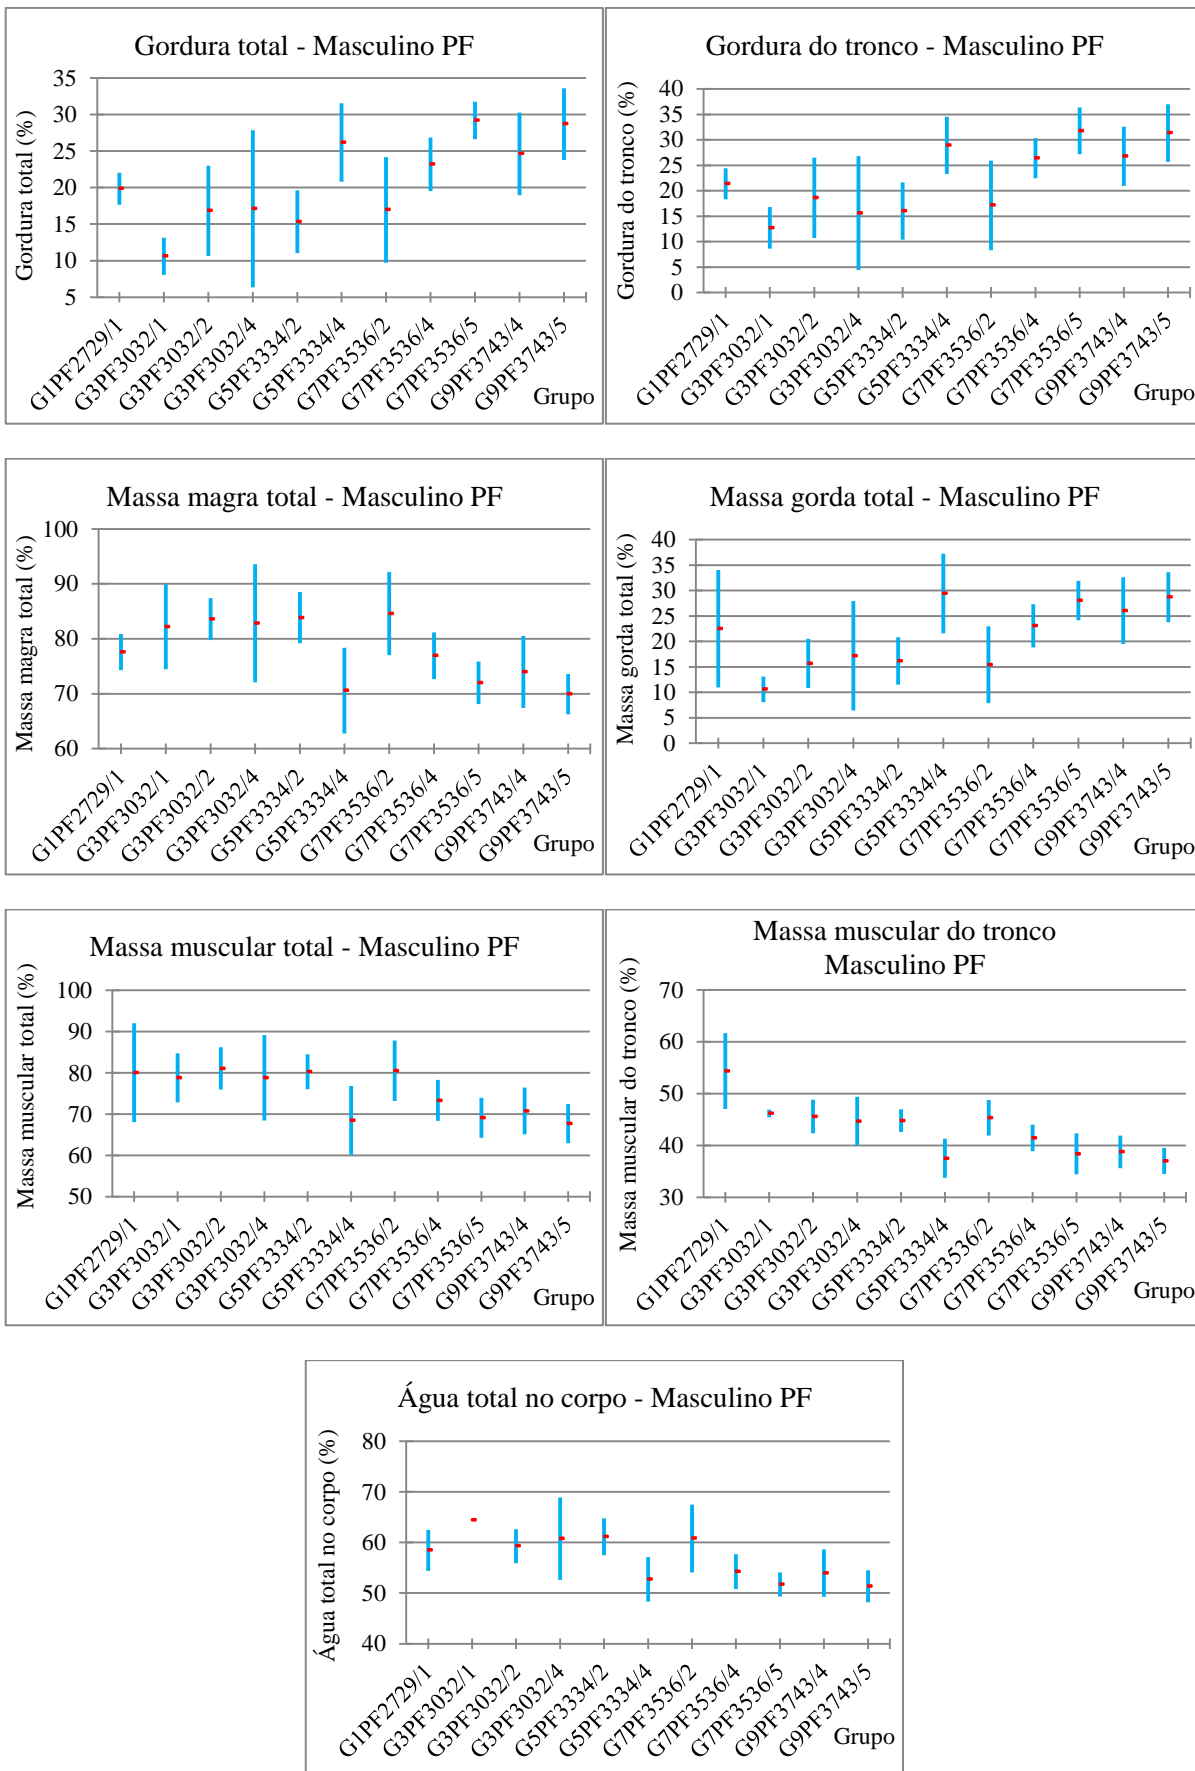 Gordura total - Masculino PF
Gordura total (%)
35
30
25
20
15
10
5
G1PF2729/1
G3PF3032/1
G3PF3032/2
G3PF3032/4
G5PF3334/2
G5PF3334/4
G7PF3536/2
G7PF3536/4
G7PF3536/5
G9PF3743/4
G9PF3743/5
Grupo
Gordura do tronco - Masculino PF
Gordura do tronco (%)
40
35
30
25
20
15
10
5
0
G1PF2729/1
G3PF3032/1
G3PF3032/2
G3PF3032/4
G5PF3334/2
G5PF3334/4
G7PF3536/2
G7PF3536/4
G7PF3536/5
G9PF3743/4
G9PF3743/5
Grupo
Massa magra total - Masculino PF
Massa magra total (%)
100
90
80
70
60
G1PF2729/1
G3PF3032/1
G3PF3032/2
G3PF3032/4
G5PF3334/2
G5PF3334/4
G7PF3536/2
G7PF3536/4
G7PF3536/5
G9PF3743/4
G9PF3743/5
Grupo
Massa gorda total - Masculino PF
Massa gorda total (%)
40
35
30
25
20
15
10
5
0
G1PF2729/1
G3PF3032/1
G3PF3032/2
G3PF3032/4
G5PF3334/2
G5PF3334/4
G7PF3536/2
G7PF3536/4
G7PF3536/5
G9PF3743/4
G9PF3743/5
Grupo
Massa muscular total - Masculino PF
Massa muscular total (%)
100
90
80
70
60
50
G1PF2729/1
G3PF3032/1
G3PF3032/2
G3PF3032/4
G5PF3334/2
G5PF3334/4
G7PF3536/2
G7PF3536/4
G7PF3536/5
G9PF3743/4
G9PF3743/5
Grupo
Massa muscular do tronco
Masculino PF
Massa muscular do tronco (%)
70
60
50
40
30
G1PF2729/1
G3PF3032/1
G3PF3032/2
G3PF3032/4
G5PF3334/2
G5PF3334/4
G7PF3536/2
G7PF3536/4
G7PF3536/5
G9PF3743/4
G9PF3743/5
Grupo
Água total no corpo - Masculino PF
Água total no corpo (%)
80
70
60
50
40
G1PF2729/1
G3PF3032/1
G3PF3032/2
G3PF3032/4
G5PF3334/2
G5PF3334/4
G7PF3536/2
G7PF3536/4
G7PF3536/5
G9PF3743/4
G9PF3743/5
Grupo